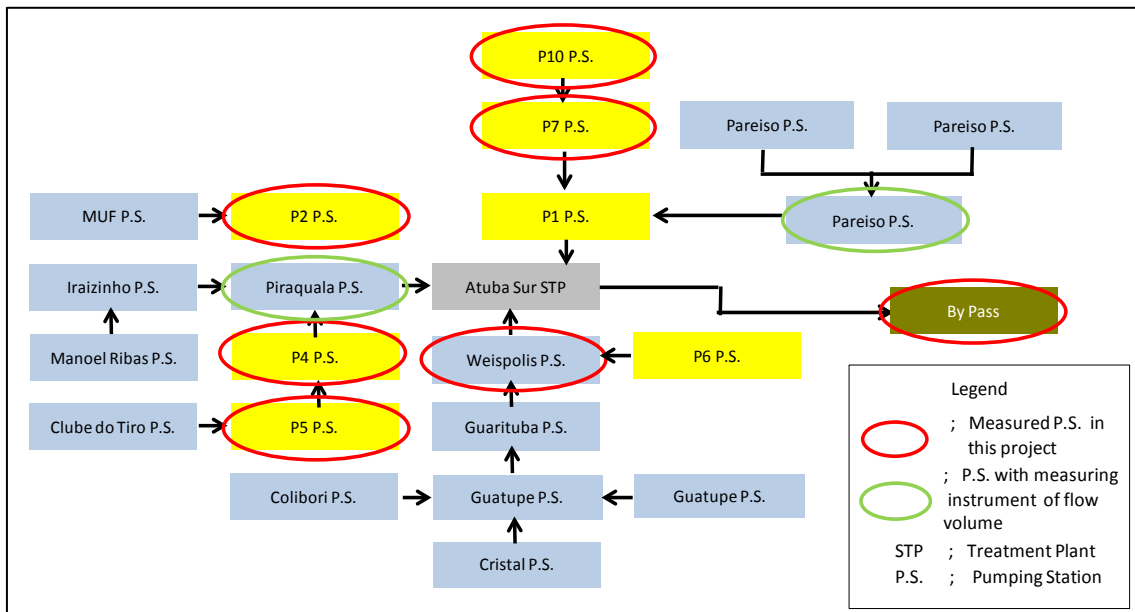 P10 P.S.
P7 P.S.
Pareiso P.S.
Pareiso P.S.
MUF P.S.
P2 P.S.
P1 P.S.
Pareiso P.S.
Iraizinho P.S.
Piraquala P.S.
Atuba Sur STP
By Pass
Manoel Ribas P.S.
P4 P.S.
Weispolis P.S.
P6 P.S.
Clube do Tiro P.S.
P5 P.S.
Guarituba P.S.
Colibori P.S.
Guatupe P.S.
Guatupe P.S.
Cristal P.S.
Legend
; Measured P.S. in
this project
; P.S. with measuring
instrument of flow
volume
STP ; Treatment Plant
P.S. ; Pumping Station